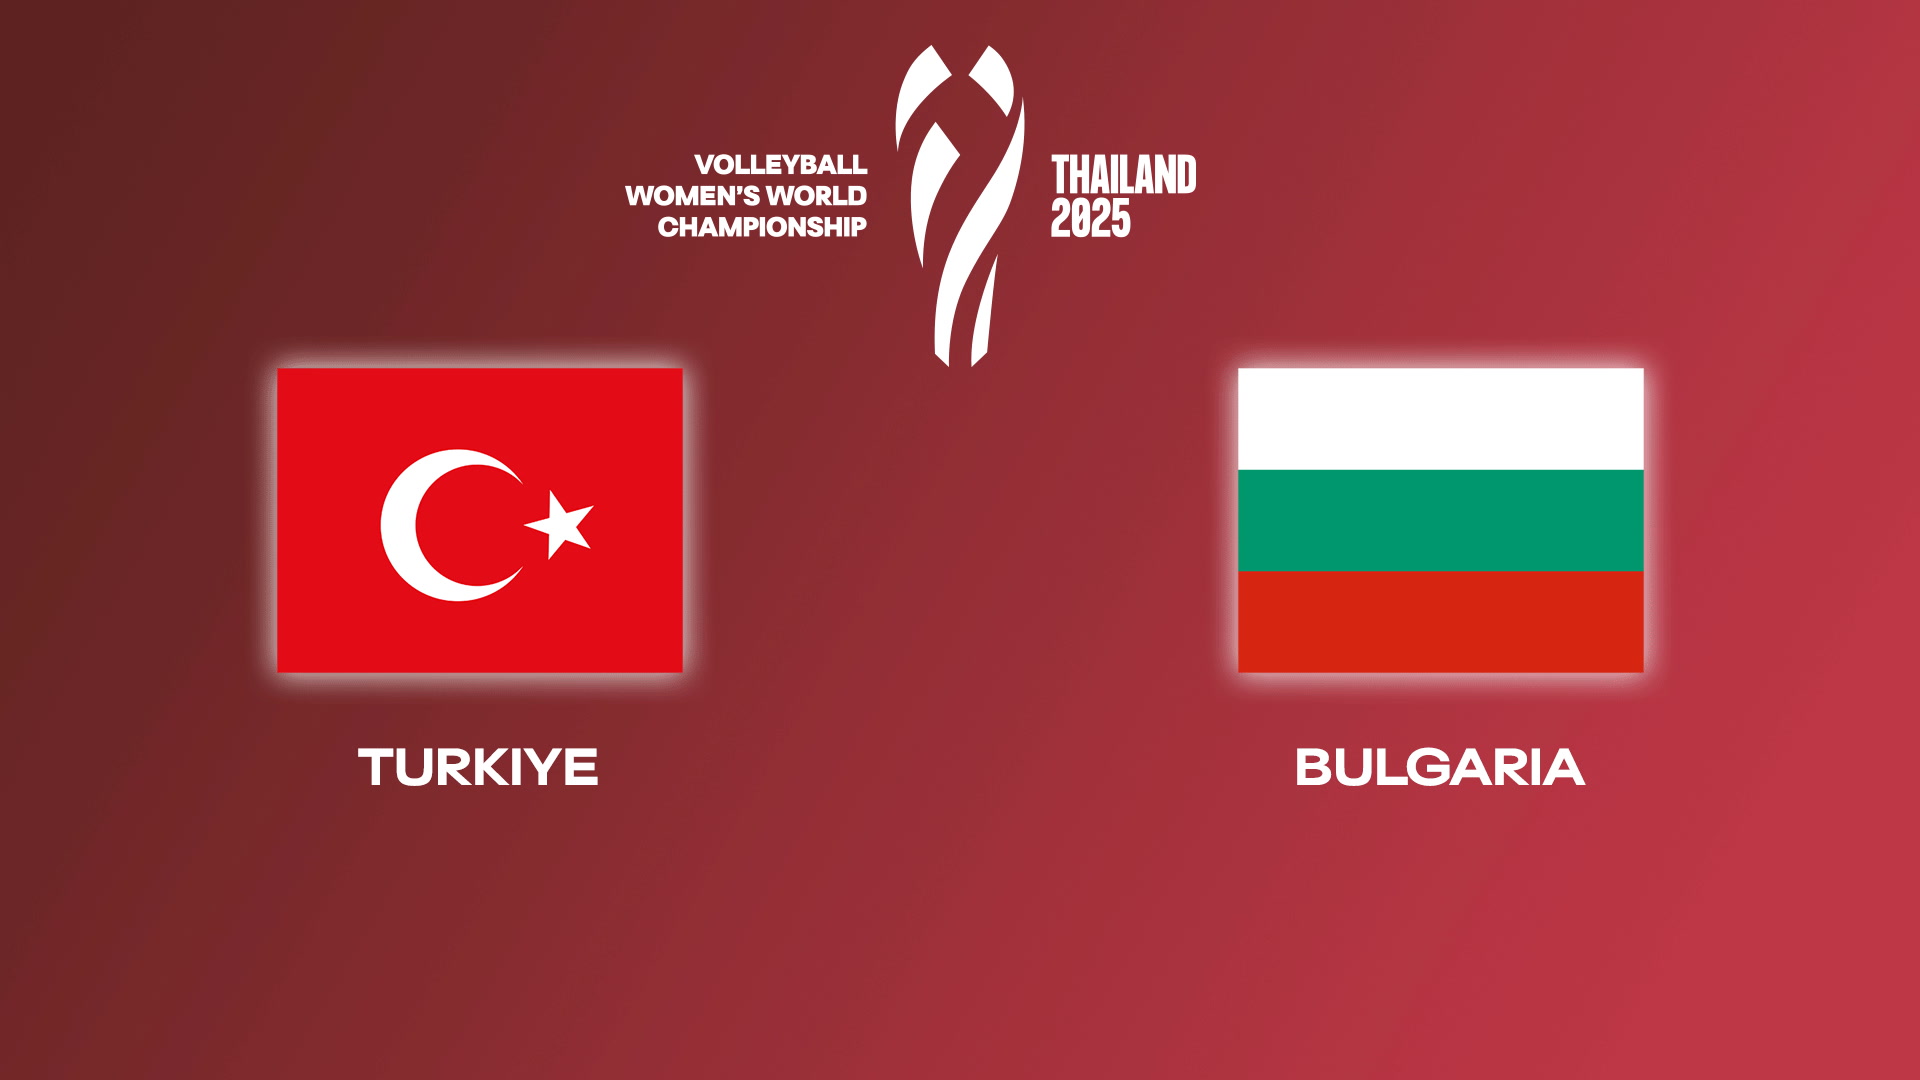 VOLLEYBALL
WOMEN'S WORLD
CHAMPIONSHIP
THAILAND
2025
TURKIYE
BULGARIA